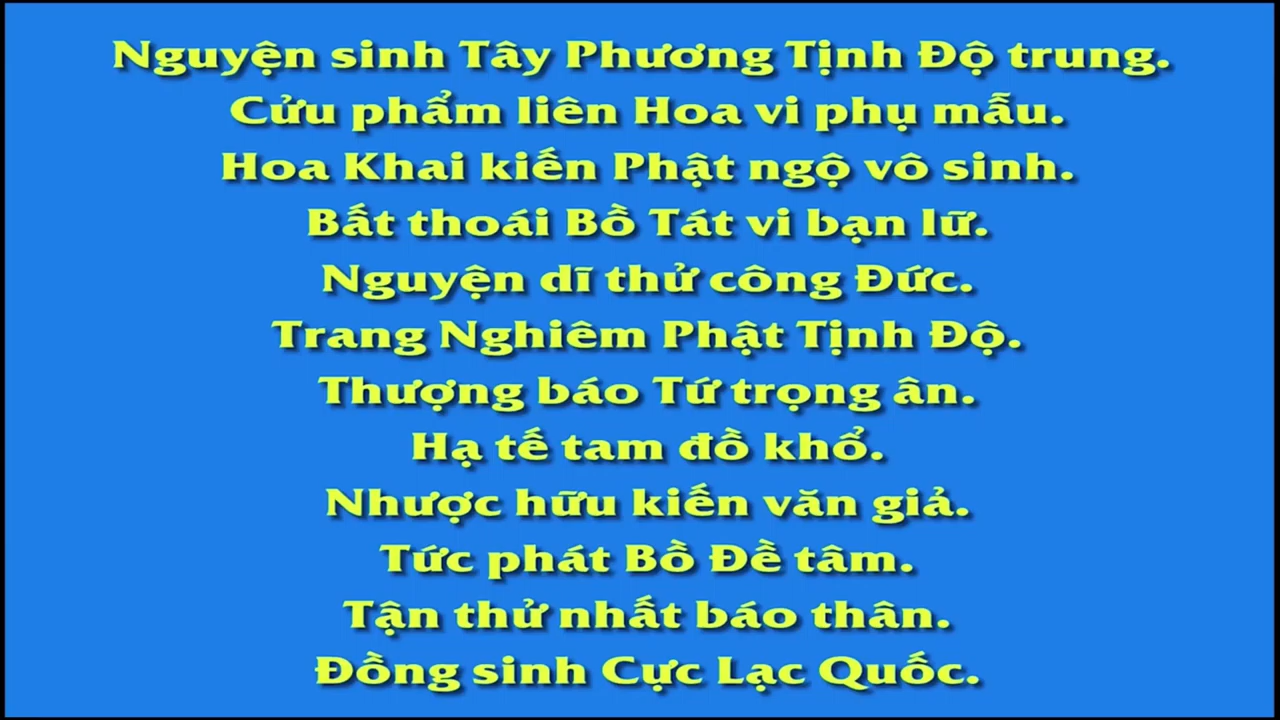 Nguyện sinh Tây Phương Tịnh Độ trung.
Cửu phẩm liên Hoa vi phụ mẫu.
Hoa Khai kiến Phật ngộ vô sinh.
Bất thoái Bồ Tát vi bạn lữ.
Nguyện dĩ thử công Đức.
Trang Nghiêm Phật Tịnh Độ.
Thượng báo Tứ trọng ân.
Hạ tế tam đồ khổ.
Nhược hữu kiến văn giả.
Tức phát Bồ Đề tâm.
Tận thử nhất báo thân.
Đồng sinh Cực Lạc Quốc.